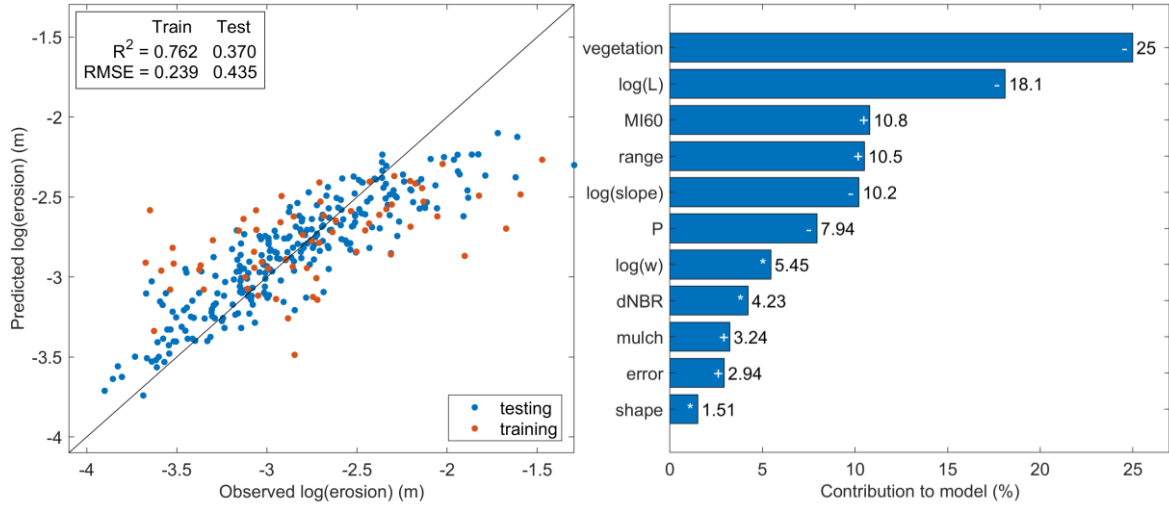 Train Test
R2 = 0.762 0.370
RMSE = 0.239 0.435
Predicted log(erosion) (m)
-1.5
-2
-2.5
-3
-3.5
-4
testing
training
-4 -3.5 -3 -2.5 -2 -1.5
Observed log(erosion) (m)
vegetation - 25
log(L) - 18.1
MI60 + 10.8
range + 10.5
log(slope) - 10.2
P - 7.94
log(w) * 5.45
dNBR * 4.23
mulch + 3.24
error + 2.94
shape * 1.51
0 5 10 15 20 25
Contribution to model (%)